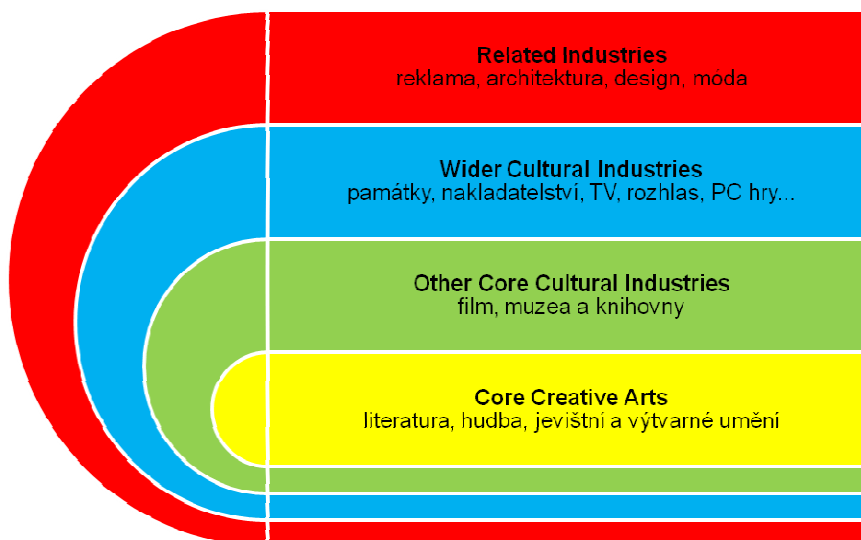 Related Industries
reklama, architektura, design, móda
Wider Cultural Industries
památky, nakladatelství, TV, rozhlas, PC hry...
Other Core Cultural Industries
film, muzea a knihovny
Core Creative Arts
literatura, hudba, jevištní a výtvarné umění